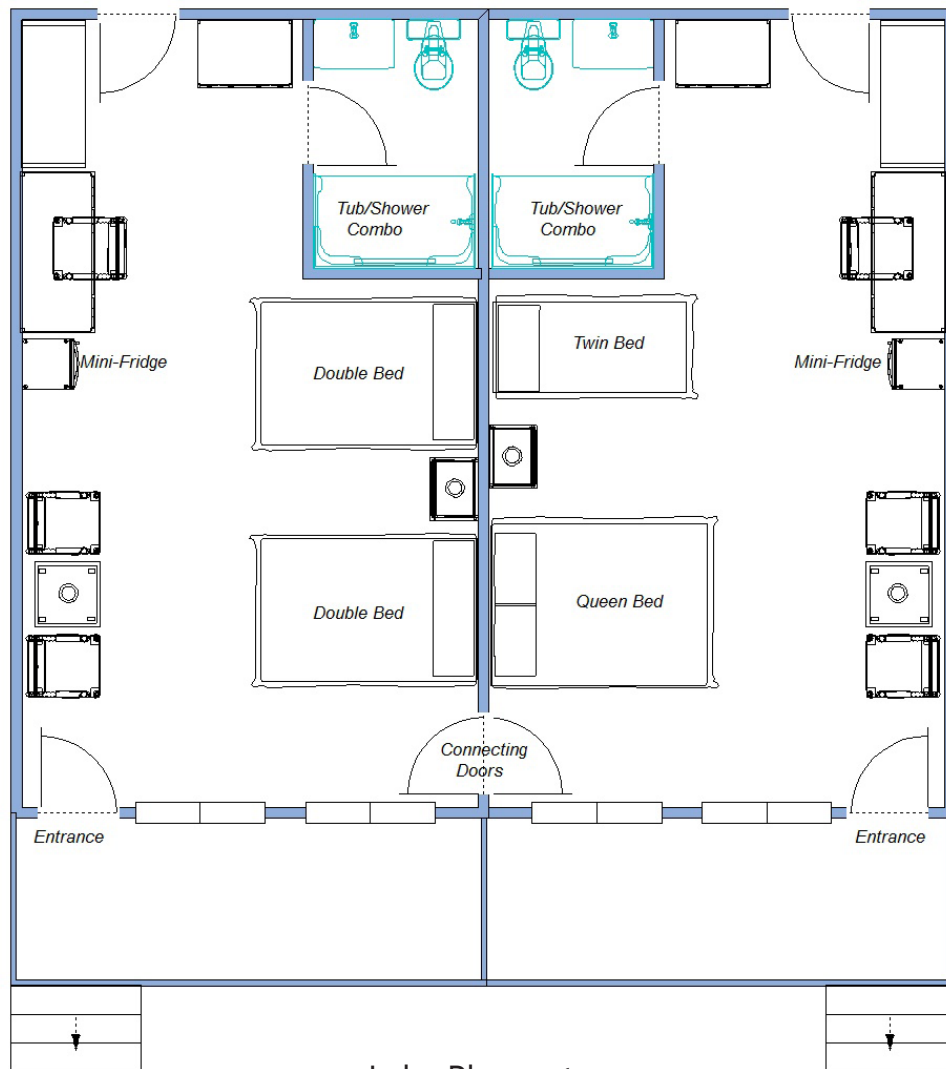 Tub/Shower
Combo
Tub/Shower
Combo
Twin Bed
Mini-Fridge
Double Bed
Mini-Fridge
Double Bed
Queen Bed
Connecting
Doors
Entrance
Entrance